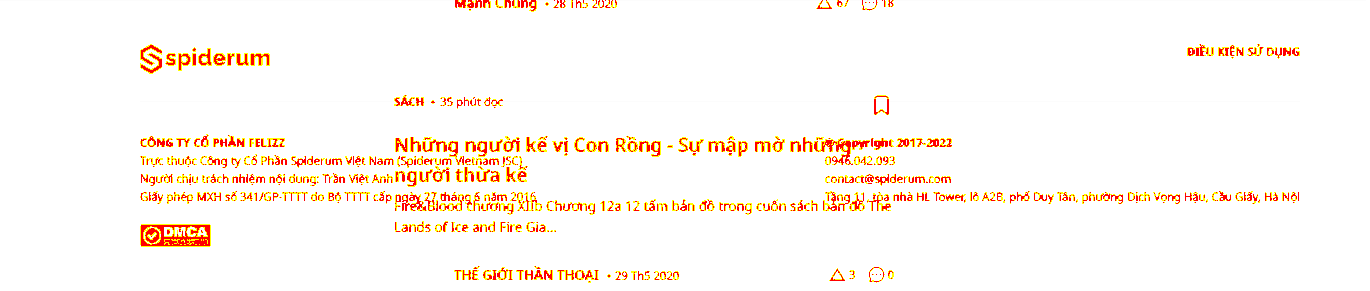 Mạnh Chung • 28 Th5 2020
67 18
spiderum
ĐIỀU KIỆN SỬ DỤNG
SÁCH • 35 phút đọc
CÔNG TY CỔ PHẦN FELIZZ
Trực thuộc Công ty Cổ Phần Spiderum Việt Nam (Spiderum Vietnam JSC)
Người chịu trách nhiệm nội dung: Trần Việt Anh
Giấy phép MXH số 341/GP-TTTT do Bộ TTTT cấp ngày 27 tháng 6 năm 2016
DMCA
Những người kế vị Con Rồng - Sự mập mờ những
người thừa kế
Fire&Blood chương XIIb Chương 12a 12 tấm bản đồ trong cuốn sách bản đồ The
Lands of Ice and Fire Gia...
© Copyright 2017-2022
0946.042.093
contact@spiderum.com
Tầng 11, tòa nhà HL Tower, lô A2B, phố Duy Tân, phường Dịch Vọng Hậu, Cầu Giấy, Hà Nội
THẾ GIỚI THẦN THOẠI • 29 Th5 2020
3 0